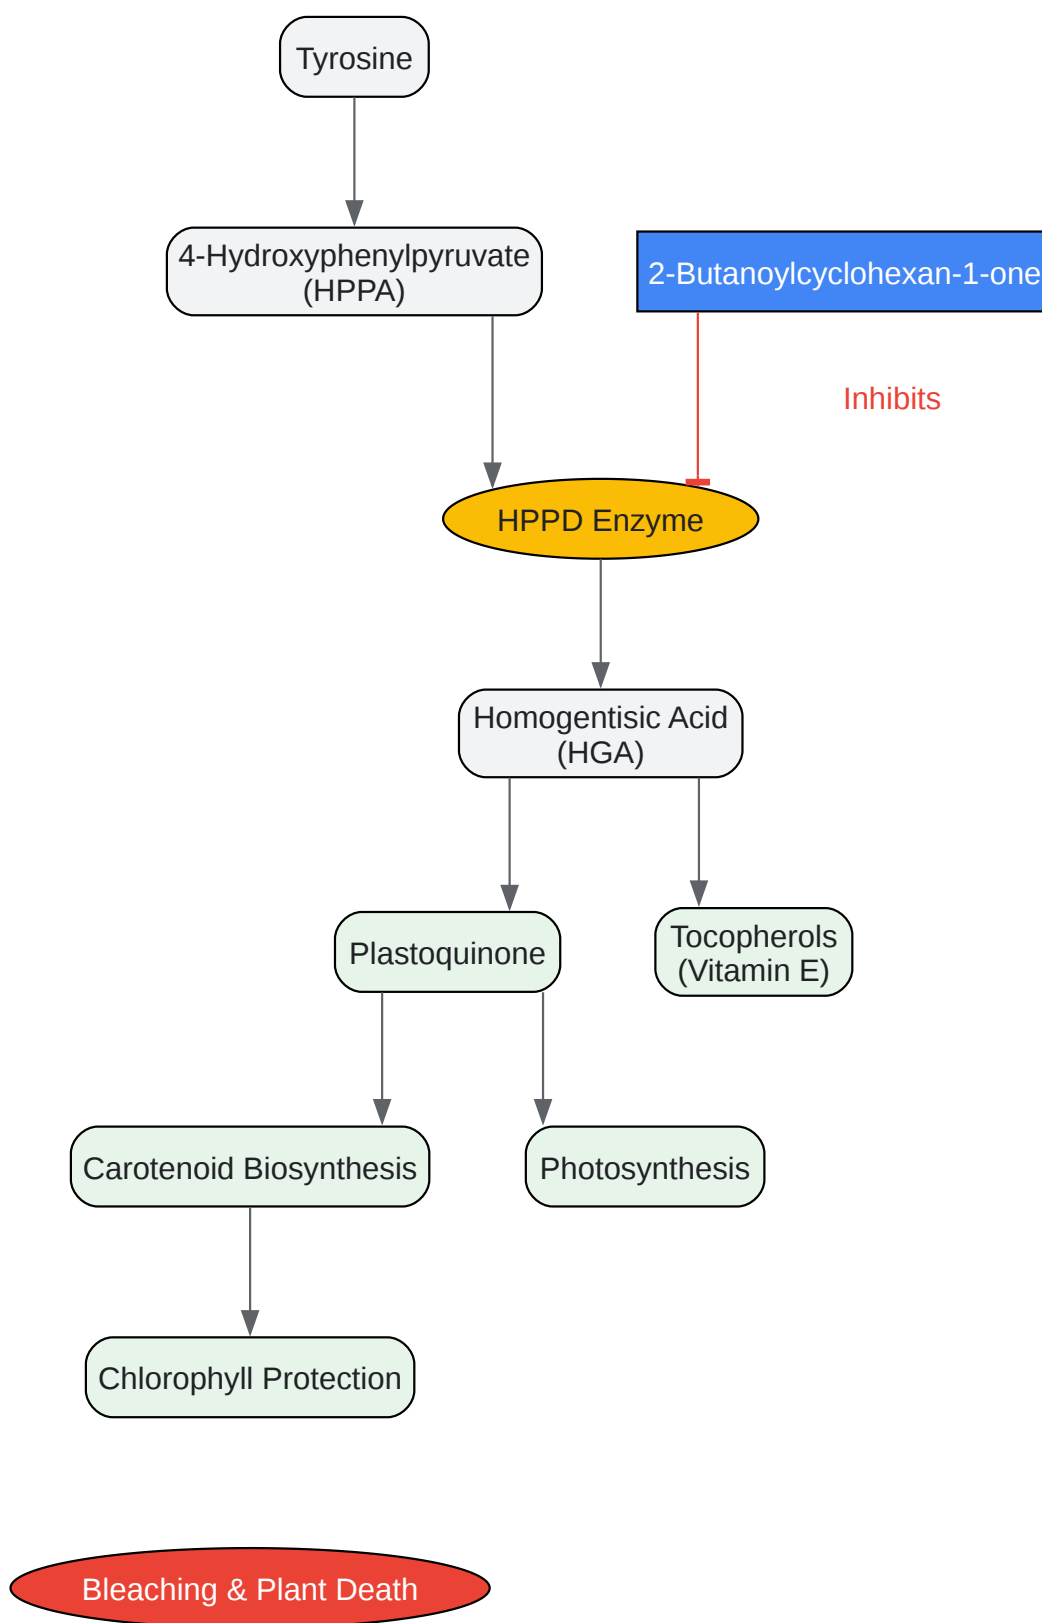 Tyrosine
4-Hydroxyphenylpyruvate
(HPPA)
2-Butanoylcyclohexan-1-one
Inhibits
HPPD Enzyme
Homogentisic Acid
(HGA)
Plastoquinone
Tocopherols
(Vitamin E)
Carotenoid Biosynthesis
Photosynthesis
Chlorophyll Protection
Bleaching & Plant Death